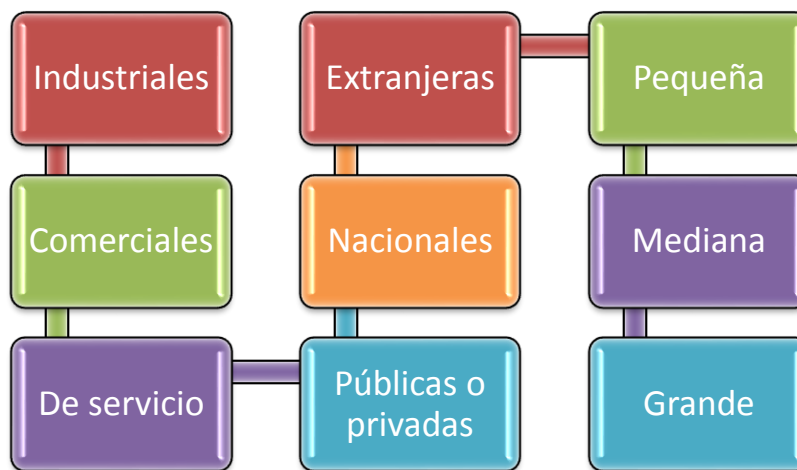 Industriales
Comerciales
De servicio
Públicas o
privadas
Nacionales
Extranjeras
Pequeña
Mediana
Grande